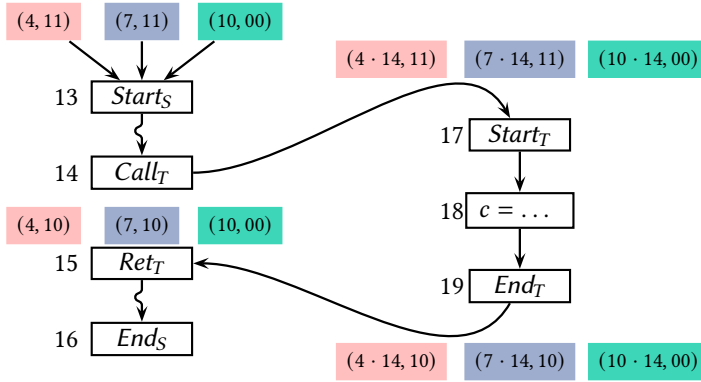 (4, 11) (7, 11) (10, 00)
(4 · 14, 11) (7 · 14, 11) (10 · 14, 00)
13 Start_S
17 Start_T
14 Call_T
18 c = . . .
(4, 10) (7, 10) (10, 00)
15 Ret_T
19 End_T
16 End_S
(4 · 14, 10) (7 · 14, 10) (10 · 14, 00)